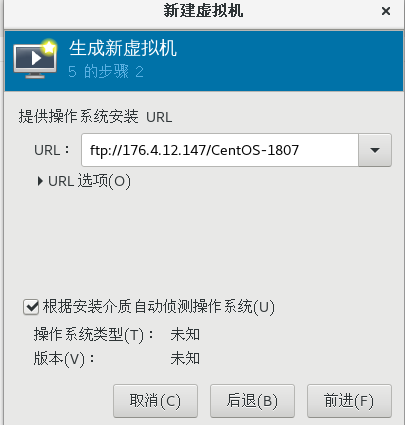 新建虚拟机
生成新虚拟机
5 的步骤 2
提供操作系统安装 URL
URL： ftp://176.4.12.147/CentOS-1807
URL 选项(O)
根据安装介质自动侦测操作系统(U)
操作系统类型(T)： 未知
版本(V)： 未知
取消(C) 后退(B) 前进(F)